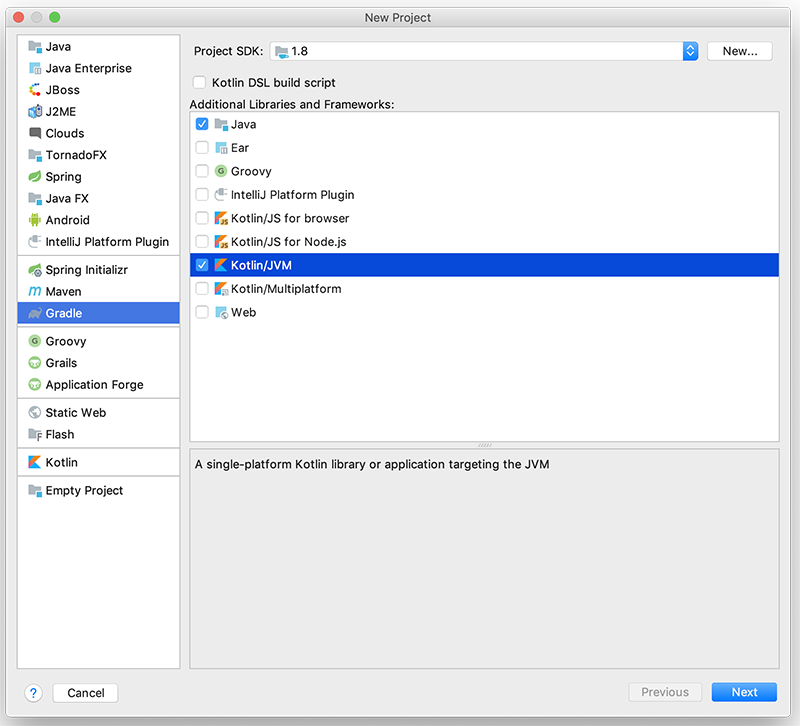 New Project
Java
Java Enterprise
JBoss
J2ME
Clouds
TornadoFX
Spring
Java FX
Android
IntelliJ Platform Plugin
Spring Initializr
Maven
Gradle
Groovy
Grails
Application Forge
Static Web
Flash
Kotlin
Empty Project
Project SDK: 1.8 New...
Kotlin DSL build script
Additional Libraries and Frameworks:
Java
Ear
Groovy
IntelliJ Platform Plugin
Kotlin/JS for browser
Kotlin/JS for Node.js
Kotlin/JVM
Kotlin/Multiplatform
Web
A single-platform Kotlin library or application targeting the JVM
? Cancel Previous Next